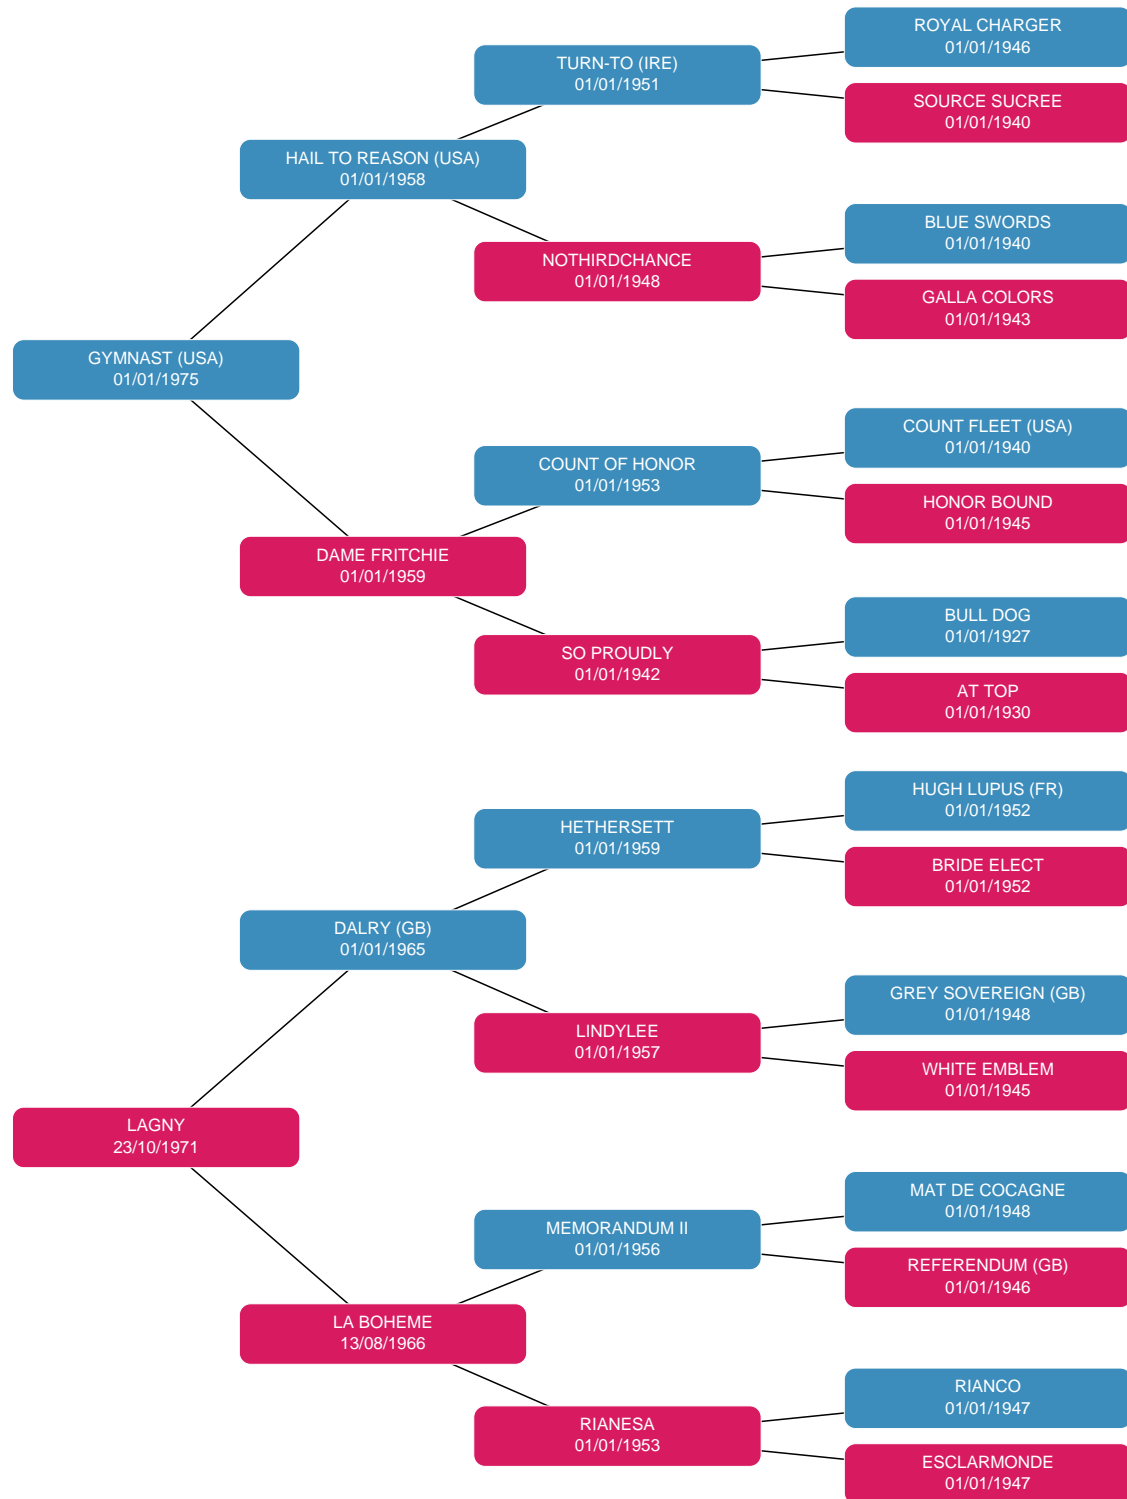 ROYAL CHARGER
01/01/1946
TURN-TO (IRE)
01/01/1951
SOURCE SUCREE
01/01/1940
HAIL TO REASON (USA)
01/01/1958
BLUE SWORDS
01/01/1940
NOTHIRDCHANCE
01/01/1948
GALLA COLORS
01/01/1943
GYMNAST (USA)
01/01/1975
COUNT FLEET (USA)
01/01/1940
COUNT OF HONOR
01/01/1953
HONOR BOUND
01/01/1945
DAME FRITCHIE
01/01/1959
BULL DOG
01/01/1927
SO PROUDLY
01/01/1942
AT TOP
01/01/1930
HUGH LUPUS (FR)
01/01/1952
HETHERSETT
01/01/1959
BRIDE ELECT
01/01/1952
DALRY (GB)
01/01/1965
GREY SOVEREIGN (GB)
01/01/1948
LINDYLEE
01/01/1957
WHITE EMBLEM
01/01/1945
LAGNY
23/10/1971
MAT DE COCAGNE
01/01/1948
MEMORANDUM II
01/01/1956
REFERENDUM (GB)
01/01/1946
LA BOHEME
13/08/1966
RIANCO
01/01/1947
RIANESA
01/01/1953
ESCLARMONDE
01/01/1947